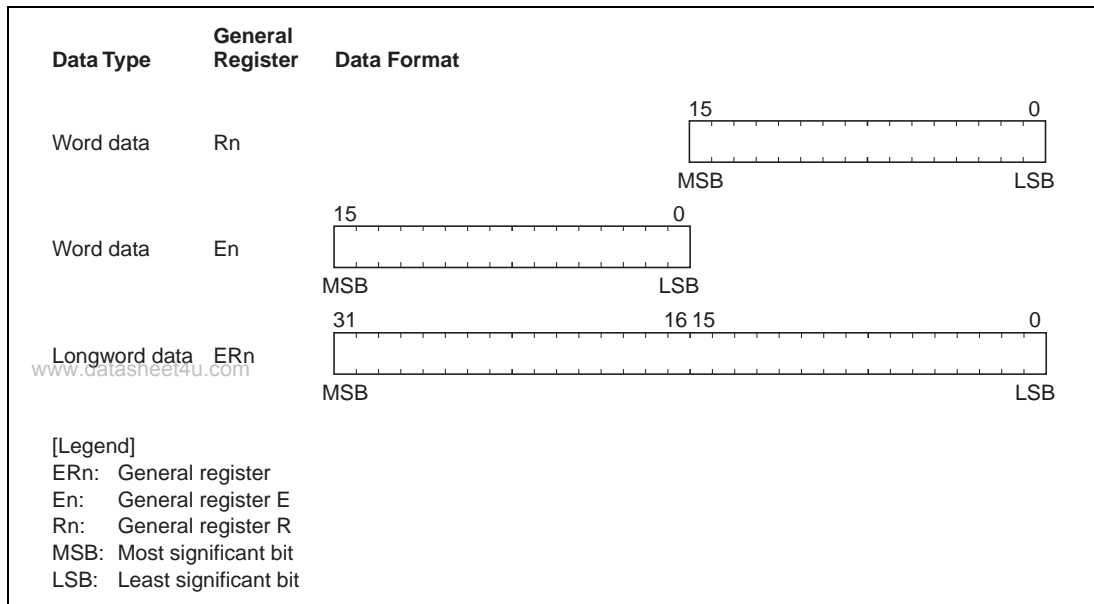 Data Type General Register Data Format
15 0
Word data Rn
MSB LSB
15 0
Word data En
MSB LSB
31 16 15 0
Longword data ERn
www.datasheet4u.com
MSB LSB
[Legend]
ERn: General register
En: General register E
Rn: General register R
MSB: Most significant bit
LSB: Least significant bit